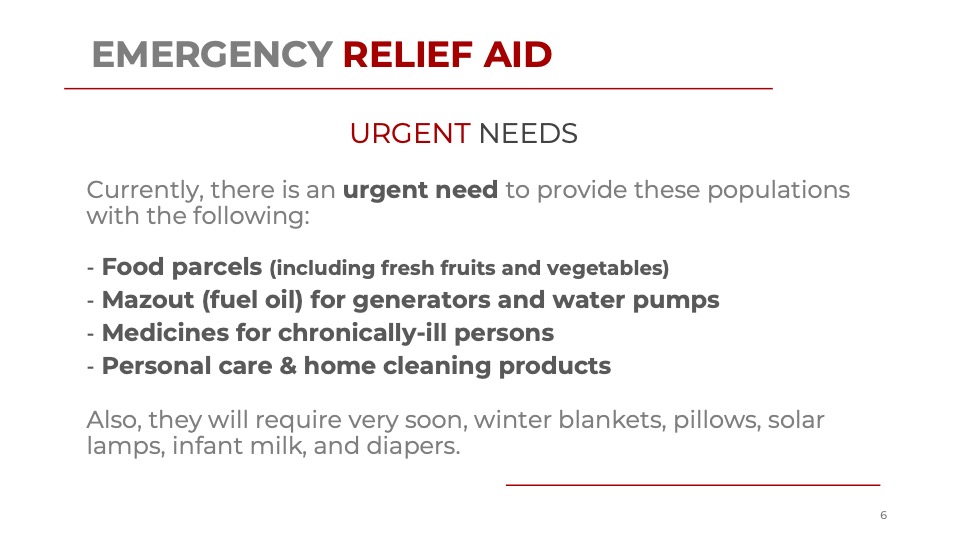 EMERGENCY RELIEF AID
URGENT NEEDS
Currently, there is an urgent need to provide these populations
with the following:
- Food parcels (including fresh fruits and vegetables)
- Mazout (fuel oil) for generators and water pumps
- Medicines for chronically-ill persons
- Personal care & home cleaning products
Also, they will require very soon, winter blankets, pillows, solar
lamps, infant milk, and diapers.
6